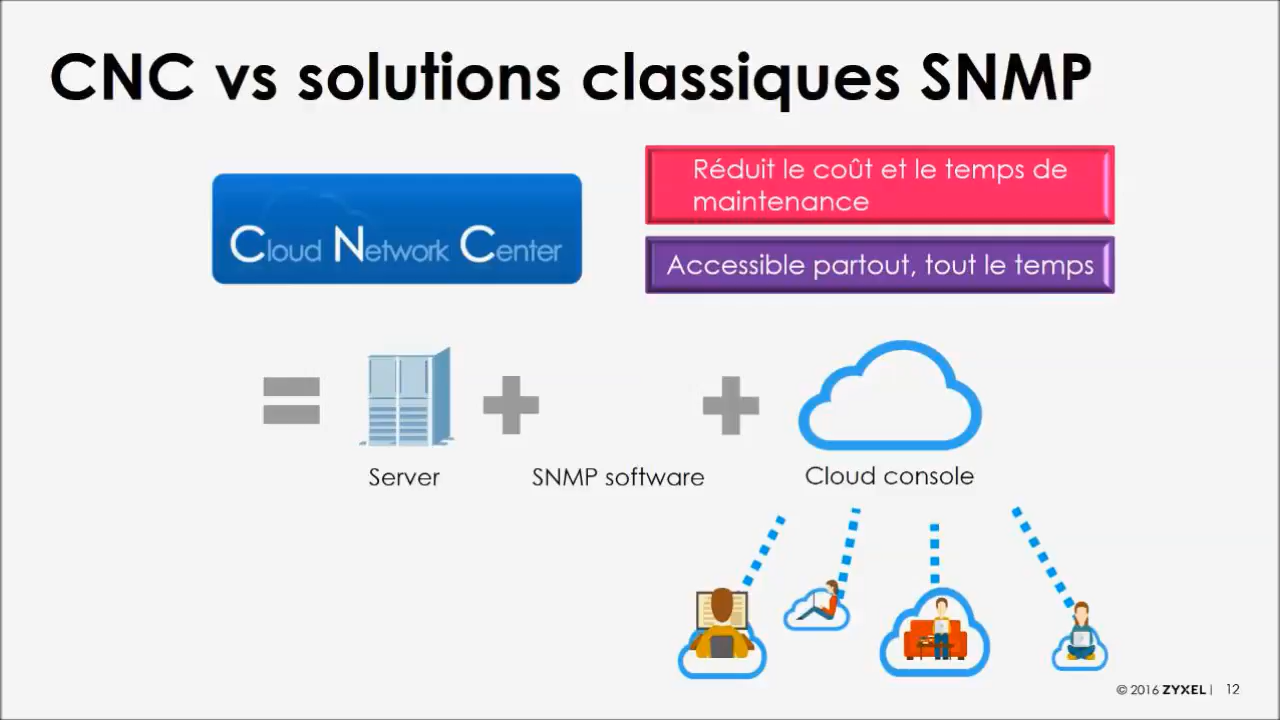 CNC vs solutions classiques SNMP
Cloud Network Center
Réduit le coût et le temps de
maintenance
Accessible partout, tout le temps
Server
SNMP software
Cloud console
© 2016 ZYXEL | 12